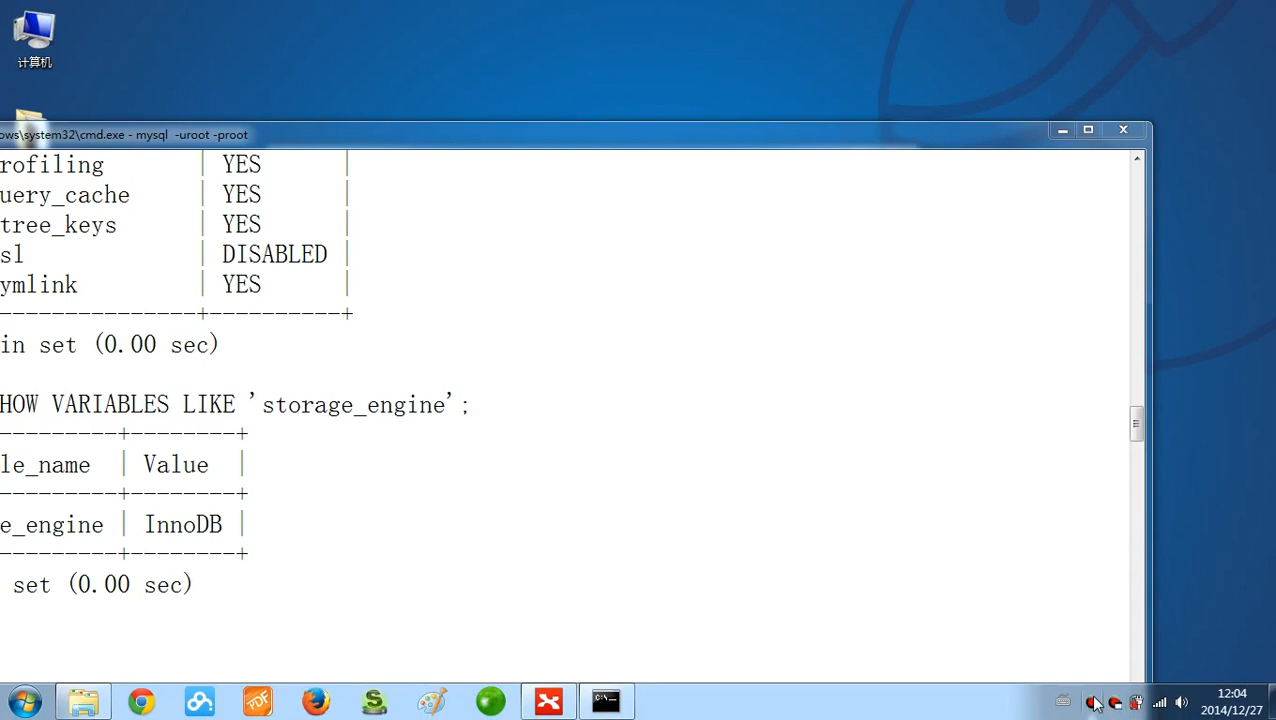 计算机
ows\system32\cmd.exe - mysql -uroot -proot
rofiling | YES |
uery_cache | YES |
tree_keys | YES |
sl | DISABLED |
ymlink | YES |
---------------+----------+
in set (0.00 sec)
HOW VARIABLES LIKE 'storage_engine';
---------+--------+
le_name | Value |
---------+--------+
e_engine | InnoDB |
---------+--------+
set (0.00 sec)
PDF
S
C:\_
12:04
2014/12/27